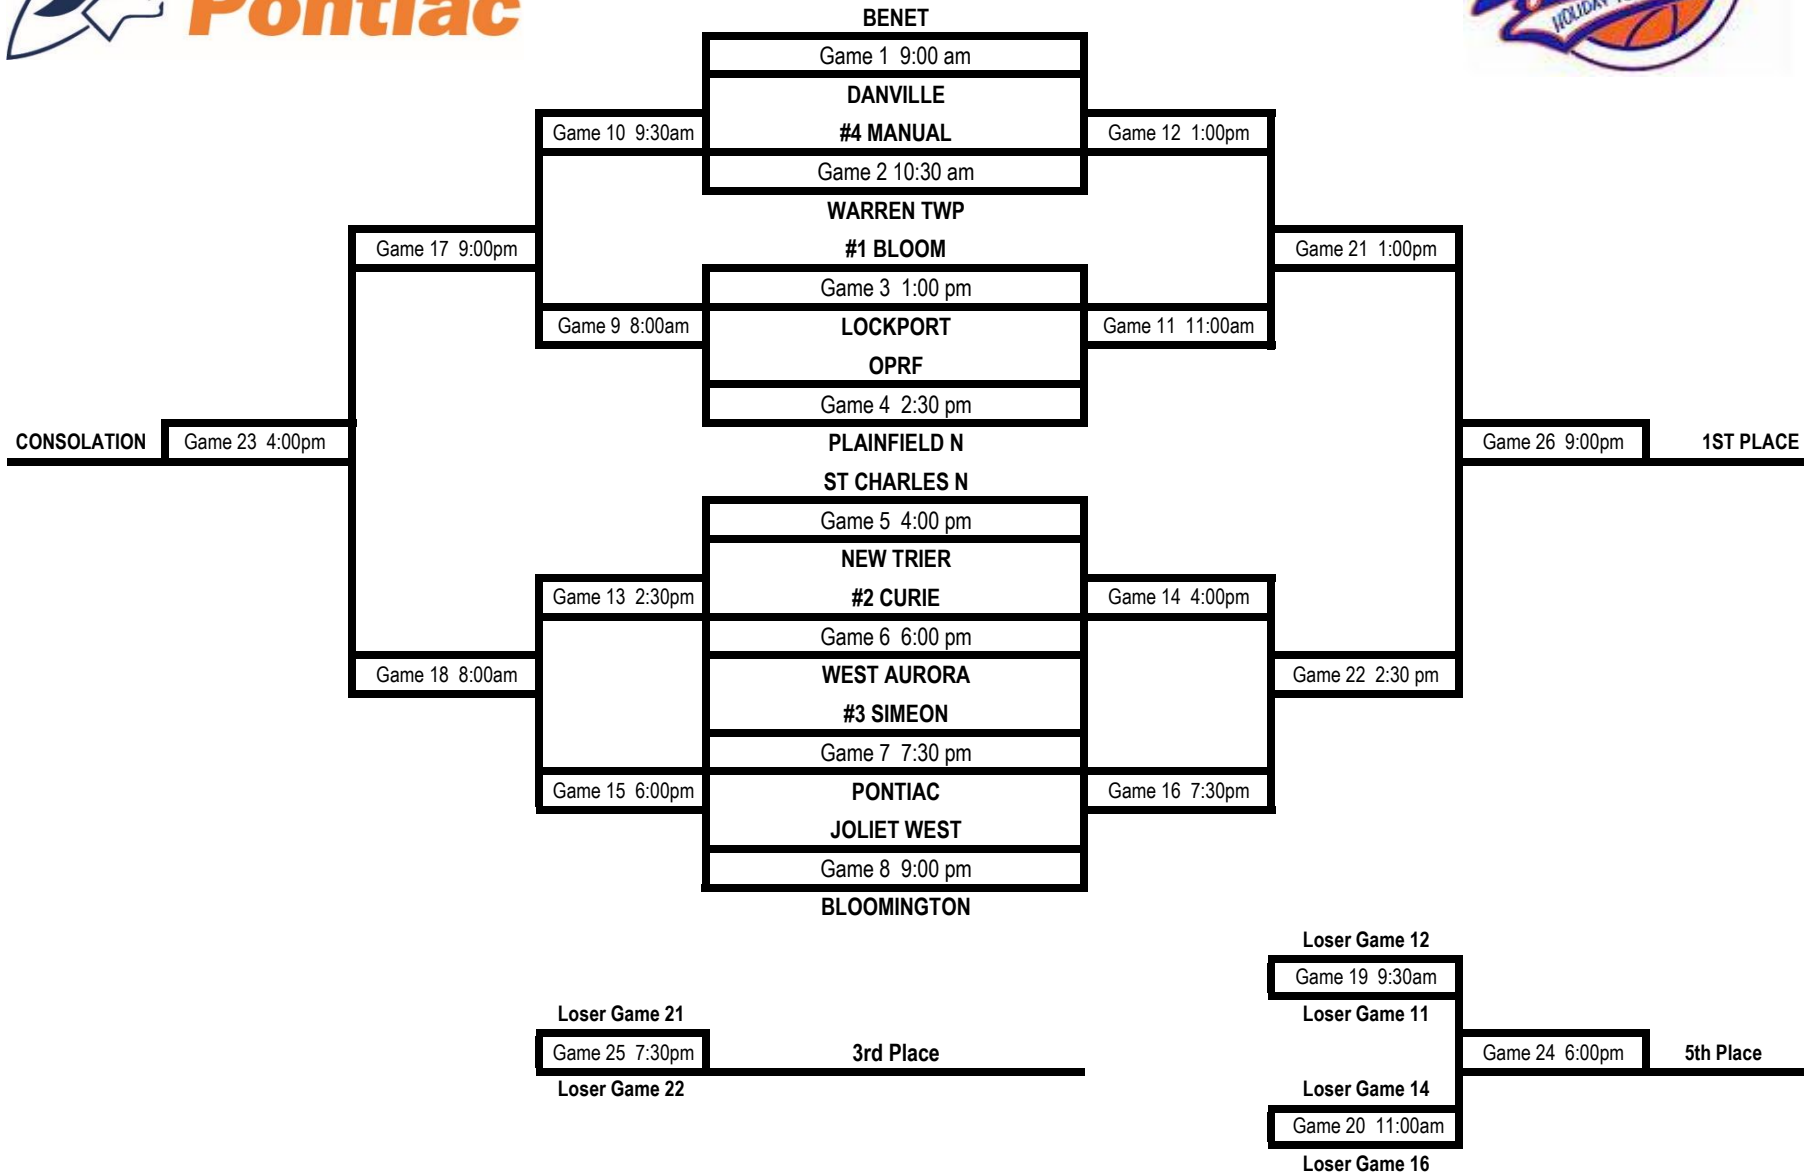 Pontiac
BENET
Game 1 9:00 am
DANVILLE
Game 10 9:30am
#4 MANUAL
Game 12 1:00pm
Game 2 10:30 am
WARREN TWP
Game 17 9:00pm
#1 BLOOM
Game 21 1:00pm
Game 3 1:00 pm
Game 9 8:00am
LOCKPORT
Game 11 11:00am
OPRF
Game 4 2:30 pm
CONSOLATION
Game 23 4:00pm
PLAINFIELD N
Game 26 9:00pm
1ST PLACE
ST CHARLES N
Game 5 4:00 pm
NEW TRIER
Game 13 2:30pm
#2 CURIE
Game 14 4:00pm
Game 6 6:00 pm
Game 18 8:00am
WEST AURORA
Game 22 2:30 pm
#3 SIMEON
Game 7 7:30 pm
Game 15 6:00pm
PONTIAC
Game 16 7:30pm
JOLIET WEST
Game 8 9:00 pm
BLOOMINGTON
Loser Game 12
Game 19 9:30am
Loser Game 21
Loser Game 11
Game 25 7:30pm
3rd Place
Game 24 6:00pm
5th Place
Loser Game 22
Loser Game 14
Game 20 11:00am
Loser Game 16
HOLIDAY